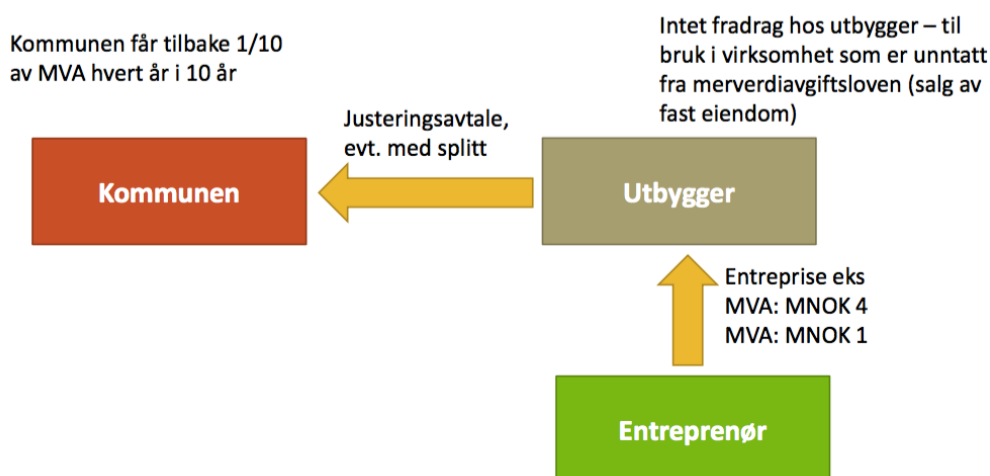 Kommunen får tilbake 1/10
av MVA hvert år i 10 år
Intet fradrag hos utbygger – til
bruk i virksomhet som er unntatt
fra merverdiavgiftsloven (salg av
fast eiendom)
Justeringsavtale,
evt. med splitt
Kommunen
Utbygger
Entreprise eks
MVA: MNOK 4
MVA: MNOK 1
Entreprenør